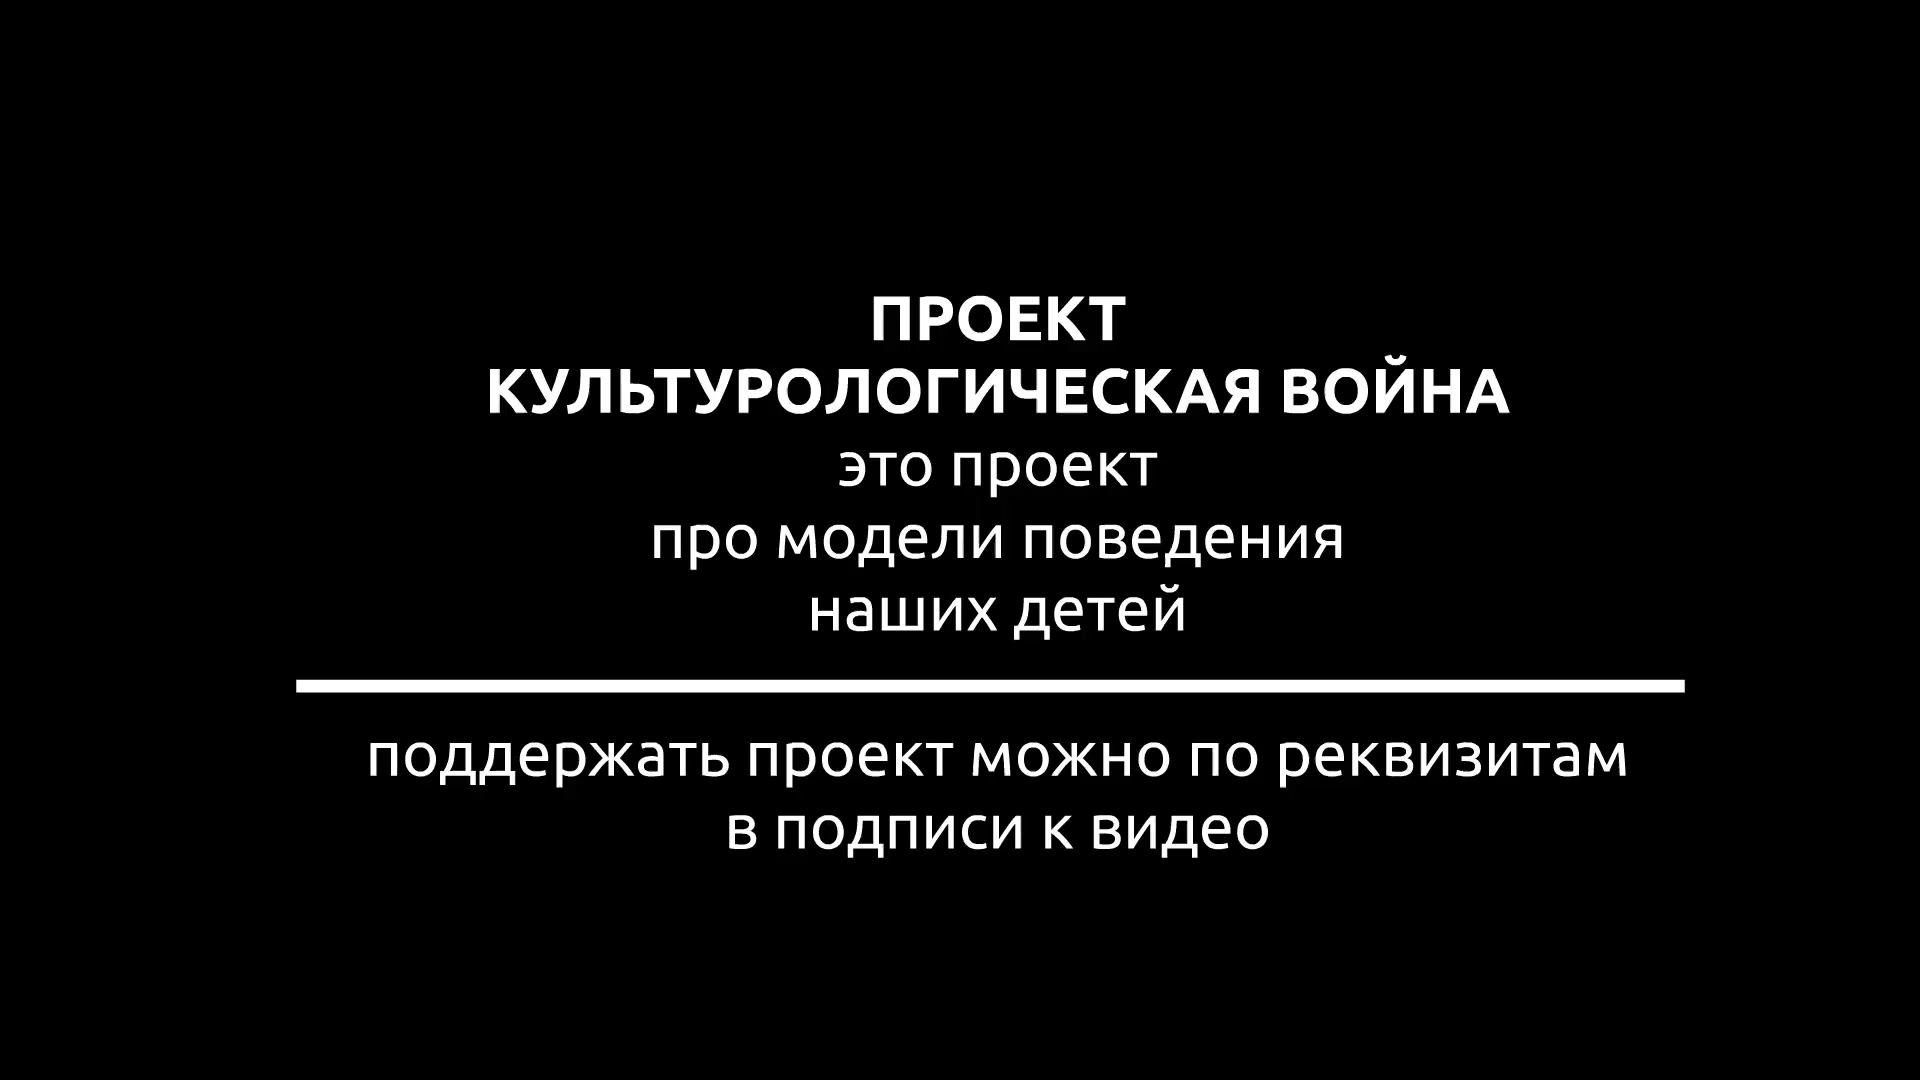 ПРОЕКТ
КУЛЬТУРОЛОГИЧЕСКАЯ ВОЙНА
это проект
про модели поведения
наших детей
поддержать проект можно по реквизитам
в подписи к видео